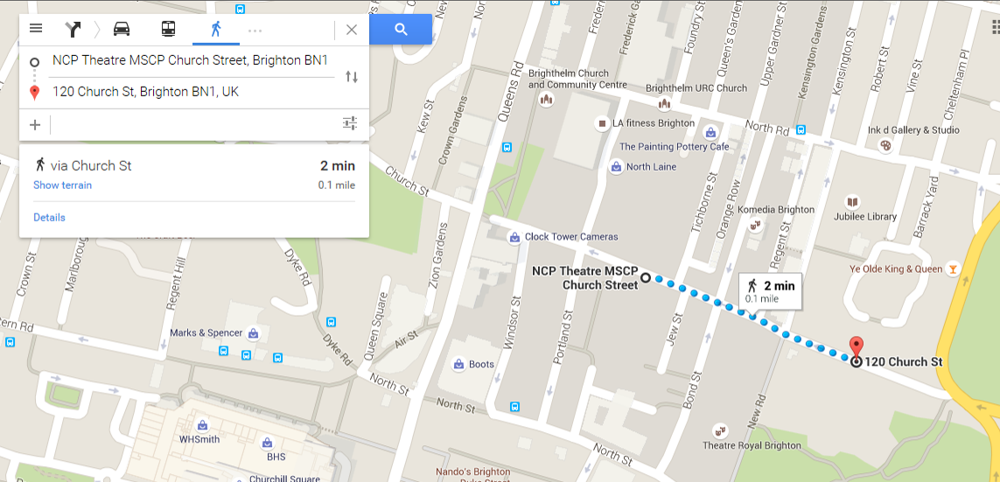 NCP Theatre MSCP Church Street, Brighton BN1
120 Church St, Brighton BN1, UK
via Church St
2 min
Show terrain
0.1 mile
Details
Queens Rd
Kew St
Crown Gardens
Church St
Brighthelm Church
and Community Centre
Foundry St
Queen's Gardens
Upper Gardner St
Kensington Gardens
Kensington St
Robert St
Vine St
Cheltenham Pl
Brighthelm URC Church
LA fitness Brighton
The Painting Pottery Cafe
North Laine
North Rd
Ink d Gallery & Studio
Tichborne St
Orange Row
Komedia Brighton
Regent St
Jubilee Library
Barrack Yard
Ye Olde King & Queen
Clock Tower Cameras
NCP Theatre MSCP
Church Street
2 min
0.1 mile
120 Church St
Crown St
Marlborough
Regent Hill
Dyke Rd
Zion Gardens
Windsor St
Portland St
Jew St
Bond St
New Rd
Theatre Royal Brighton
Queen Square
Air St
Dyke Rd
Marks & Spencer
ern Rd
Boots
North St
North St
North St
WHSmith
BHS
Churchill Square
Nando's Brighton